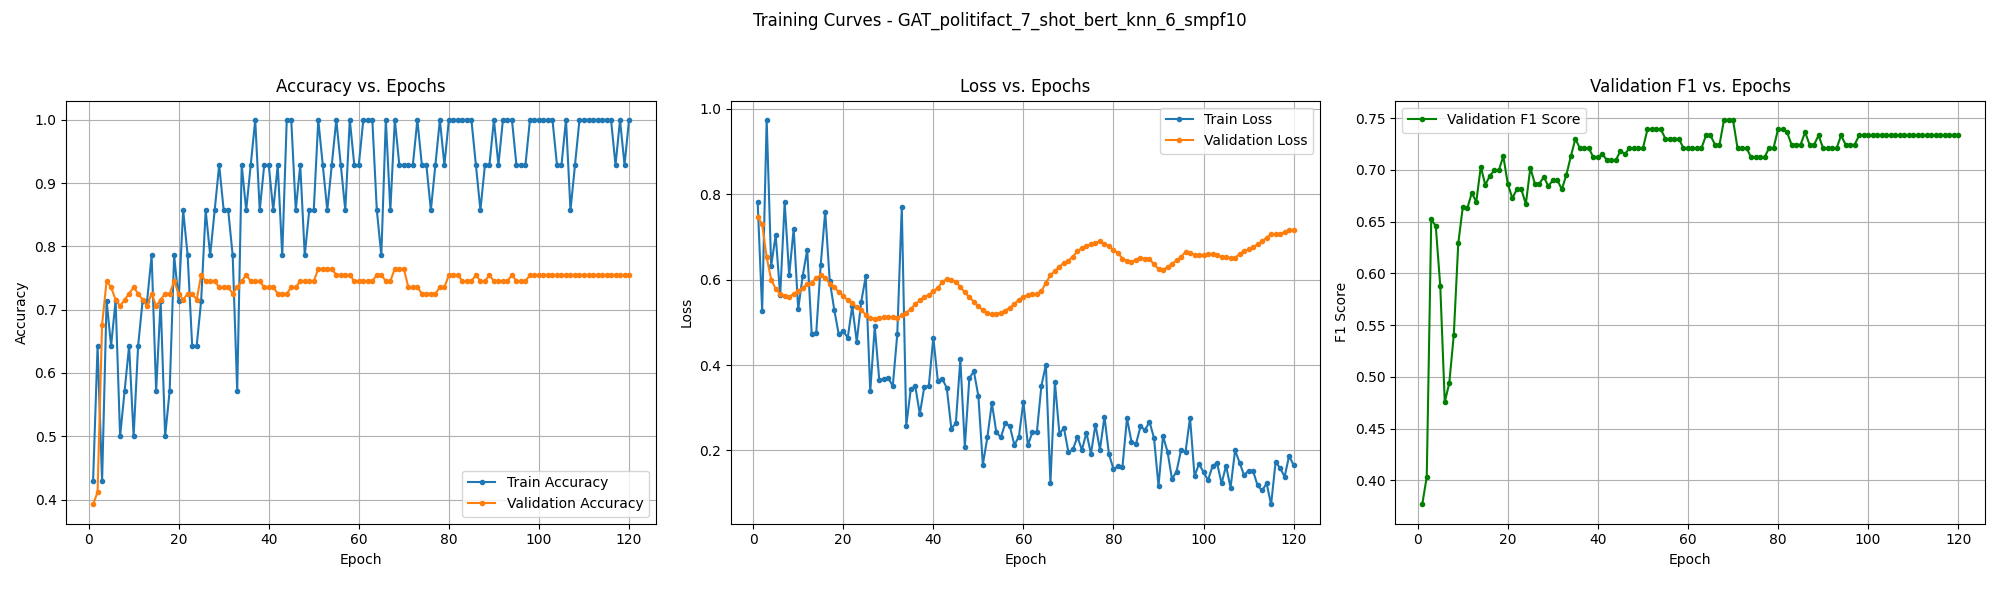 Training Curves - GAT_politifact_7_shot_bert_knn_6_smpf10
Accuracy vs. Epochs
1.0
0.9
0.8
0.7
0.6
0.5
0.4
Accuracy
0 20 40 60 80 100 120
Epoch
Train Accuracy
Validation Accuracy
Loss vs. Epochs
1.0
0.8
0.6
0.4
0.2
Loss
0 20 40 60 80 100 120
Epoch
Train Loss
Validation Loss
Validation F1 vs. Epochs
0.75
0.70
0.65
0.60
0.55
0.50
0.45
0.40
F1 Score
0 20 40 60 80 100 120
Epoch
Validation F1 Score